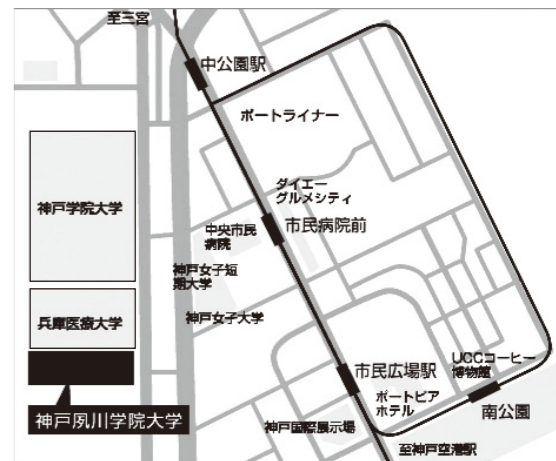 至三宮
中公園駅
ポートライナー
ダイエー
グルメシティ
神戸学院大学
中央市民
病院
市民病院前
神戸女子短
期大学
兵庫医療大学
神戸女子大学
市民広場駅
UCCコーヒー
博物館
ポートピア
ホテル
南公園
神戸夙川学院大学
神戸国際展示場
至神戸空港駅